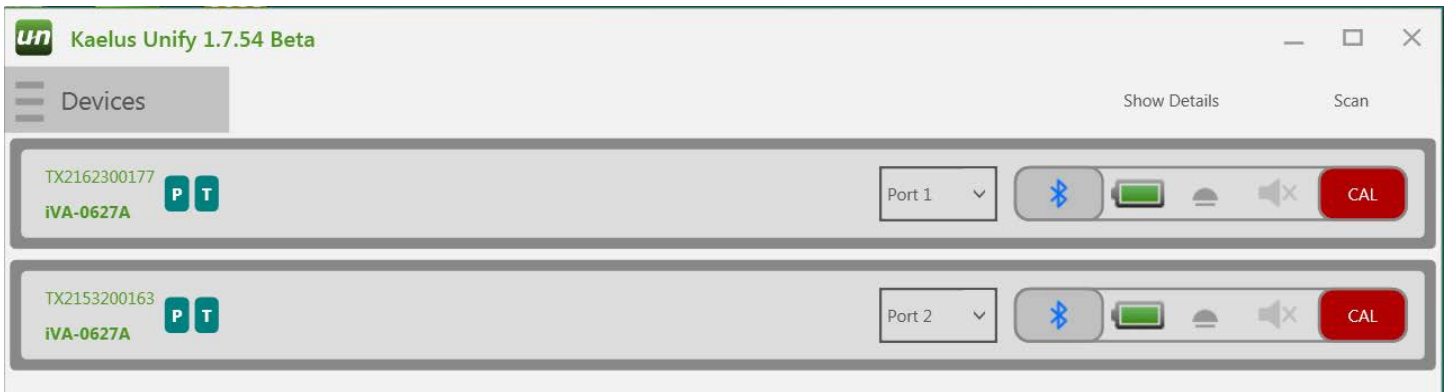 un Kaelus Unify 1.7.54 Beta
Devices Show Details Scan
TX2162300177
P T Port 1 CAL
iVA-0627A
TX2153200163
P T Port 2 CAL
iVA-0627A